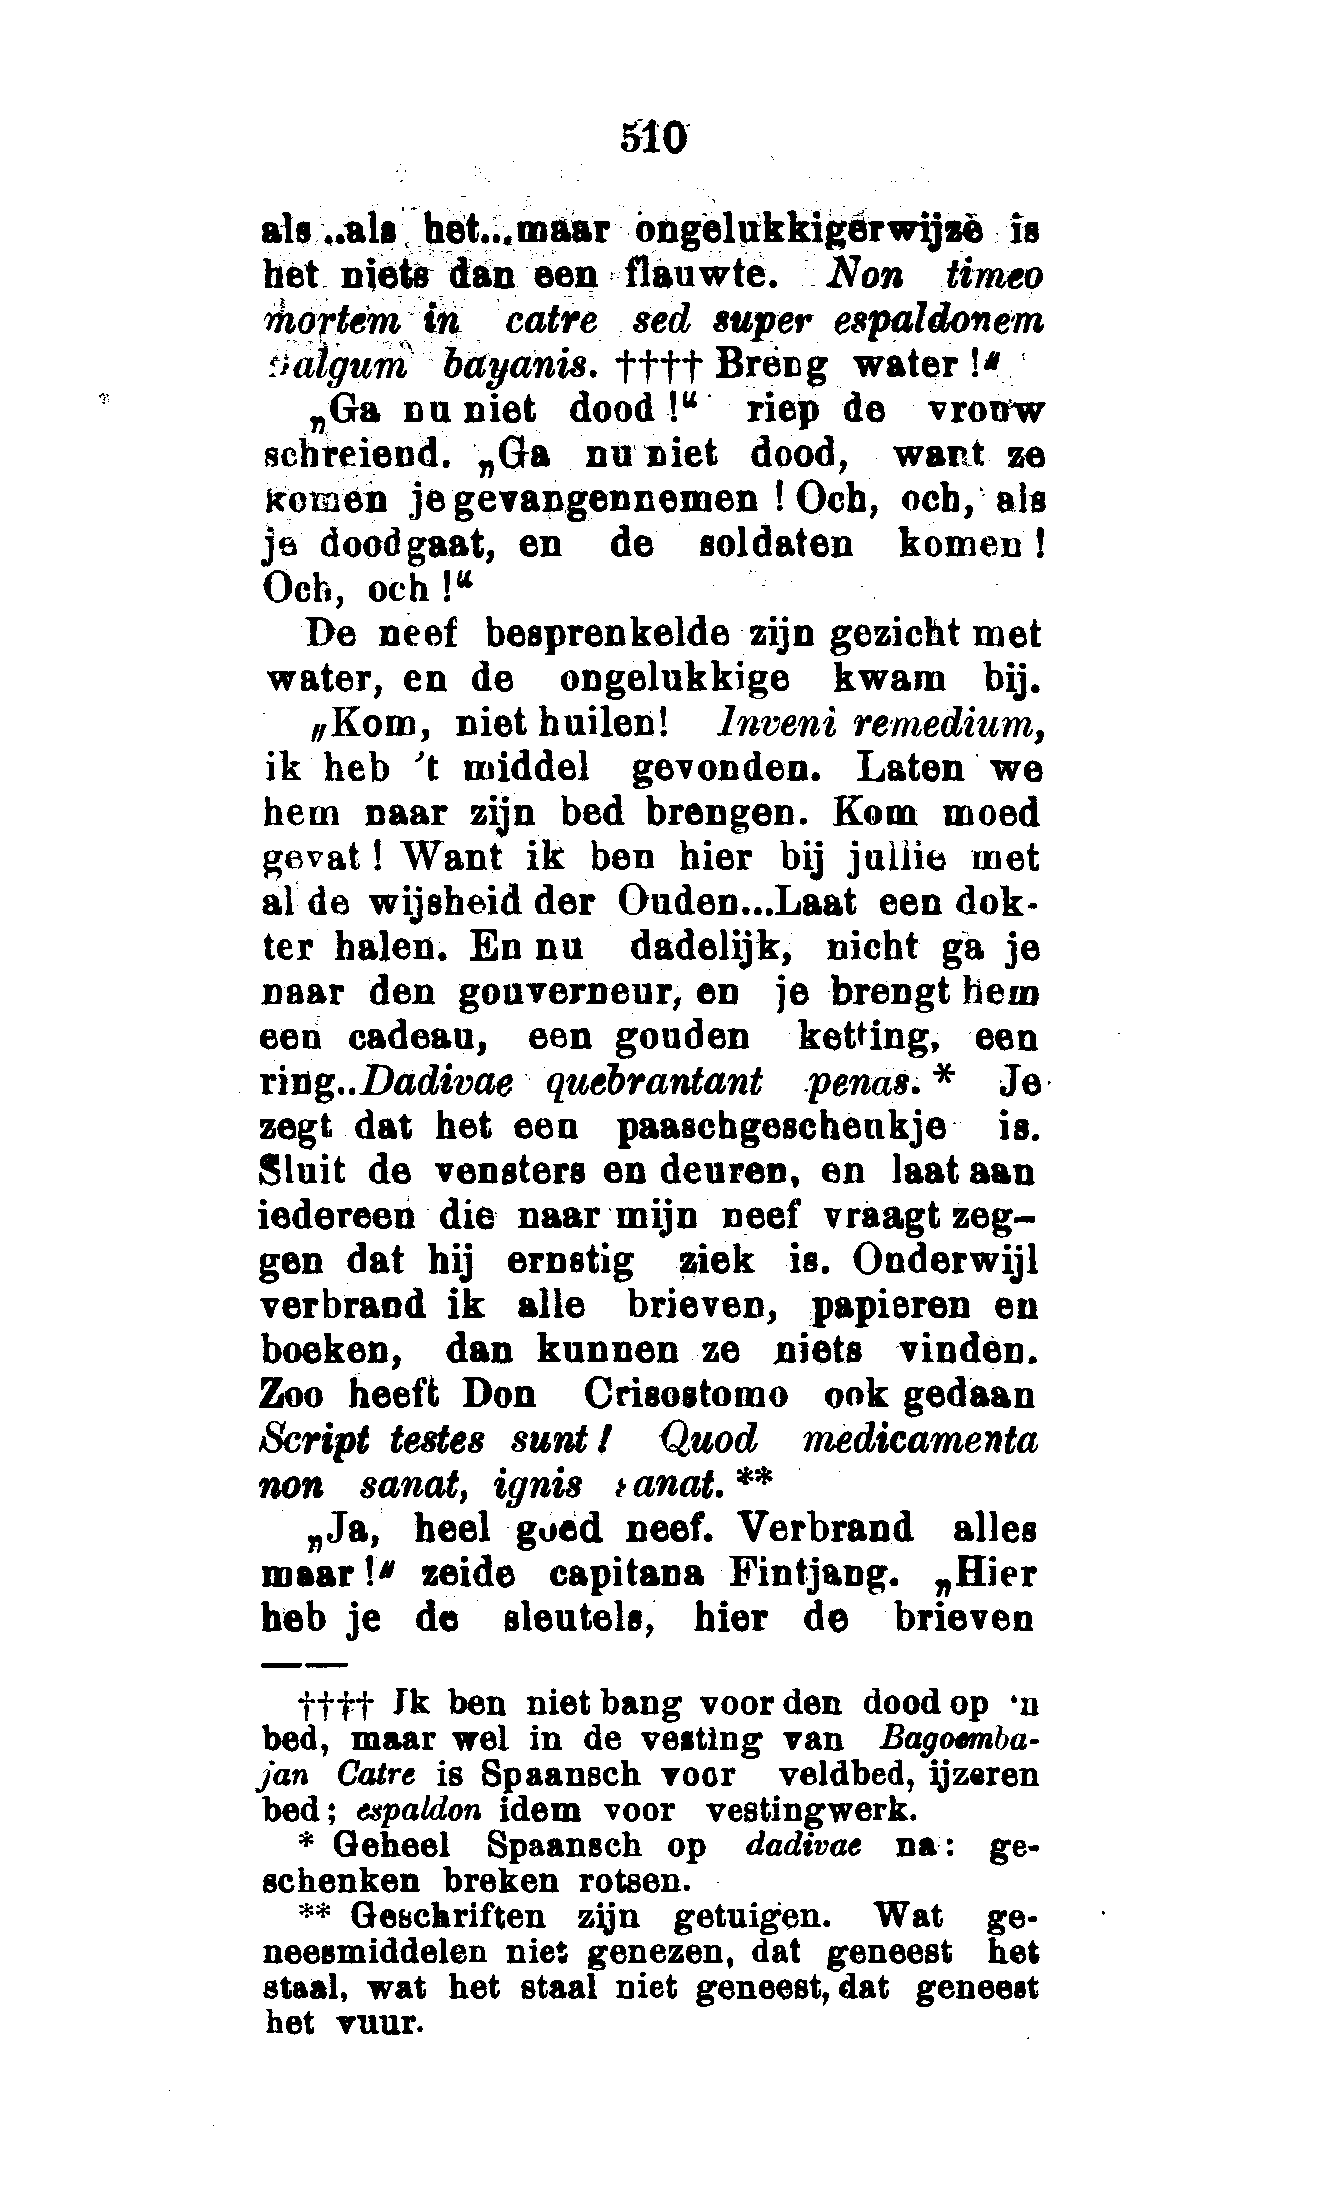 510
als..als het...maar ongelukkigerwijze is
het niets dan een flauwte. Non timeo
mortem in catre sed super espaldonem
bayanis. †††† Breng water !"
„Ga nu niet dood !" riep de vrouw
schreiend. „Ga nu niet dood, want ze
komen je gevangennemen ! Och, och, als
je doodgaat, en de soldaten komen !
Och, och !"
De neef besprenkelde zijn gezicht met
water, en de ongelukkige kwam bij.
„Kom, niet huilen! Inveni remedium,
ik heb 't middel gevonden. Laten we
hem naar zijn bed brengen. Kom moed
gevat ! Want ik ben hier bij jullie met
al de wijsheid der Ouden...Laat een dok-
ter halen. En nu dadelijk, nicht ga je
naar den gouverneur, en je brengt hem
een cadeau, een gouden ketting, een
ring..Dadivae quebrantant penas. * Je
zegt dat het een paaschgeschenkje is.
Sluit de vensters en deuren, en laat aan
iedereen die naar mijn neef vraagt zeg-
gen dat hij ernstig ziek is. Onderwijl
verbrand ik alle brieven, papieren en
boeken, dan kunnen ze niets vinden.
Zoo heeft Don Crisostomo ook gedaan
Script testes sunt ! Quod medicamenta
non sanat, ignis sanat. **
„Ja, heel goed neef. Verbrand alles
maar !" zeide capitana Fintjang. „Hier
heb je de sleutels, hier de brieven
†††† Ik ben niet bang voor den dood op 'n
bed, maar wel in de vesting van Bagoemba-
jan Catre is Spaansch voor veldbed, ijzeren
bed; espaldon idem voor vestingwerk.
* Geheel Spaansch op dadivae na: ge-
schenken breken rotsen.
** Geschriften zijn getuigen. Wat ge-
neesmiddelen niet genezen, dat geneest het
staal, wat het staal niet geneest, dat geneest
het vuur.